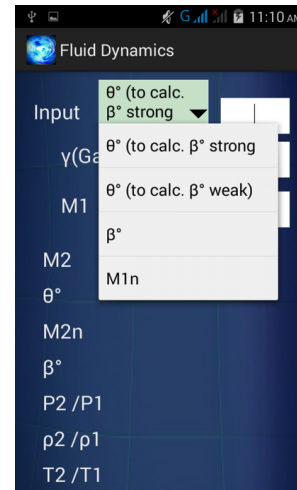 G 11:10 AM
Fluid Dynamics
Input
θ° (to calc.
β° strong
θ° (to calc. β° strong
θ° (to calc. β° weak)
β°
M1n
γ(Ga
M1
M2
θ°
M2n
β°
P2 /P1
ρ2 /ρ1
T2 /T1